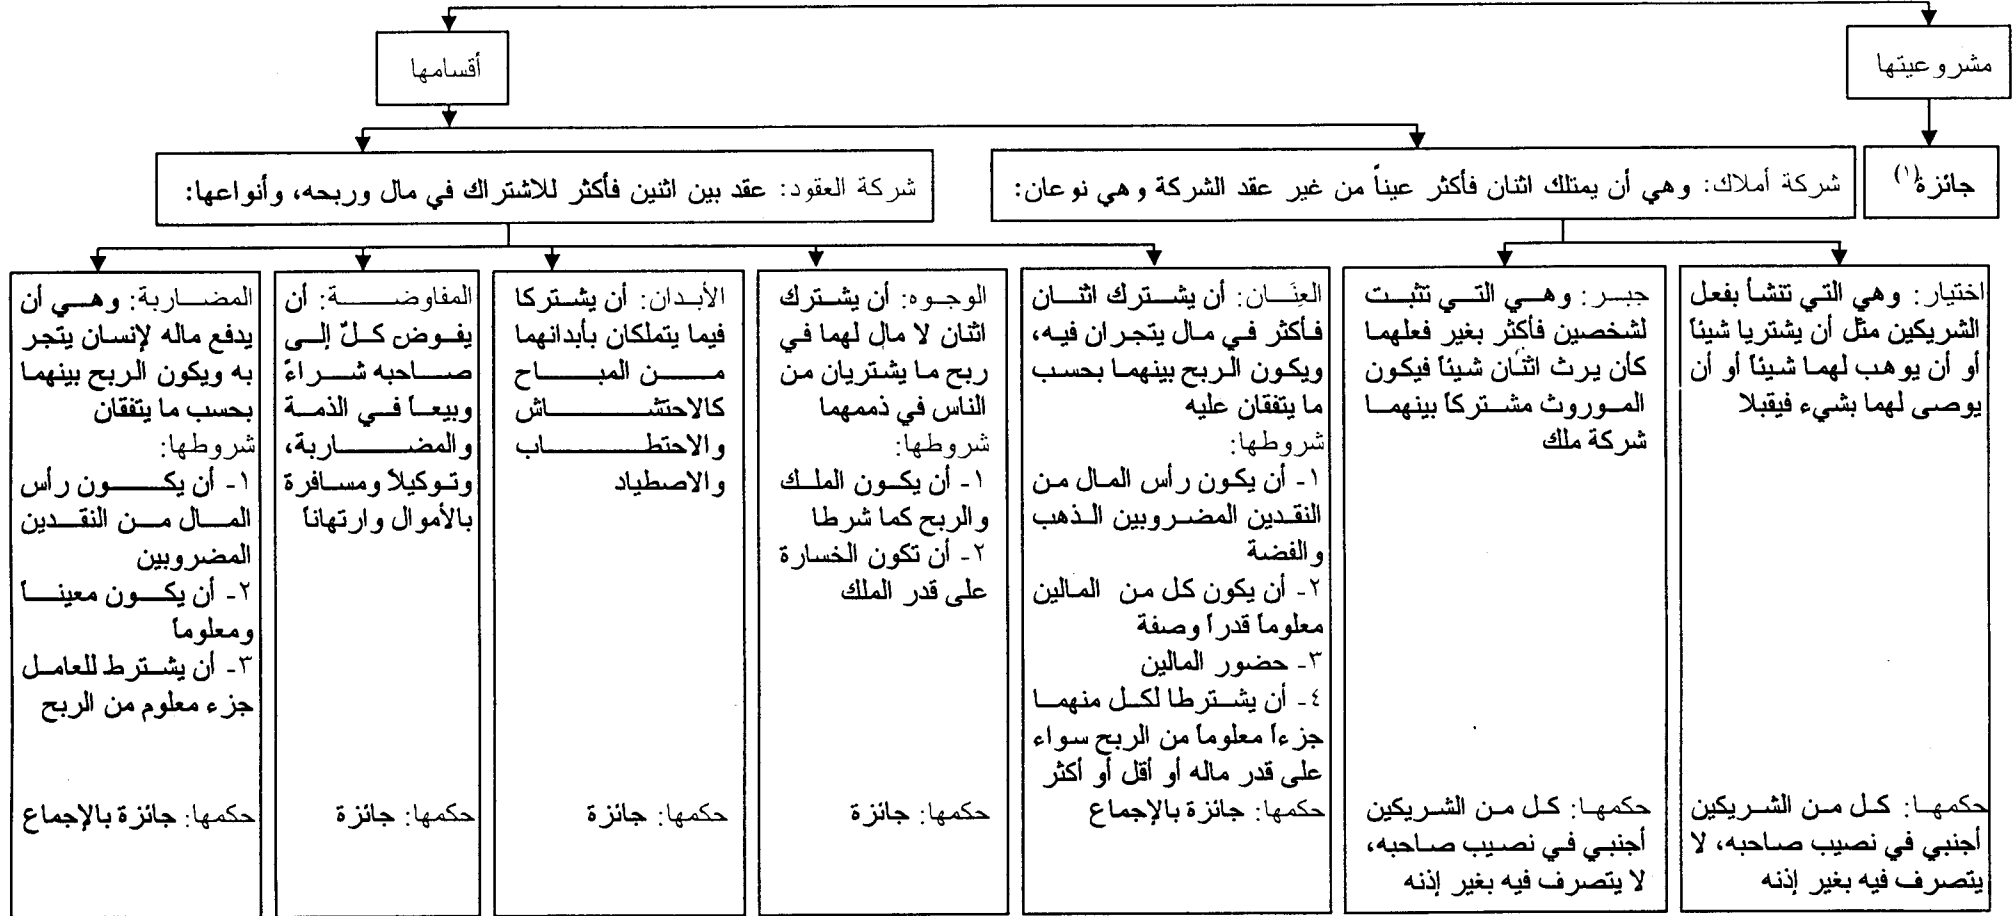 مشروعيتها
أقسامها
جائزة(١)
شركة أملاك: وهي أن يمتلك اثنان فأكثر عيناً من غير عقد الشركة وهي نوعان:
شركة العقود: عقد بين اثنين فأكثر للاشتراك في مال وربحه، وأنواعها:
اختيار: وهي التي تنشأ بفعل
الشريكين مثل أن يشتريا شيئاً
أو أن يوهب لهما شيئاً أو أن
يوصى لهما بشيء فيقبلا
حكمها: كل من الشريكين
أجنبي في نصيب صاحبه، لا
يتصرف فيه بغير إذنه
جبر: وهي التي تثبت
لشخصين فأكثر بغير فعلهما
كأن يرث اثنان شيئاً فيكون
الموروث مشتركاً بينهما
شركة ملك
حكمها: كل من الشريكين
أجنبي في نصيب صاحبه،
لا يتصرف فيه بغير إذنه
العِنَان: أن يشترك اثنان
فأكثر في مال يتجران فيه،
ويكون الربح بينهما بحسب
ما يتفقان عليه
شروطها:
١- أن يكون رأس المال من
النقدين المضروبين الذهب
والفضة
٢- أن يكون كل من المالين
معلوماً قدراً وصفة
٣- حضور المالين
٤- أن يشترطا لكل منهما
جزءاً معلوماً من الربح سواء
على قدر ماله أو أقل أو أكثر
حكمها: جائزة بالإجماع
الوجوه: أن يشترك
اثنان لا مال لهما في
ربح ما يشتريان من
الناس في ذممهما
شروطها:
١- أن يكون الملك
والربح كما شرطا
٢- أن تكون الخسارة
على قدر الملك
حكمها: جائزة
الأبدان: أن يشتركا
فيما يتملكان بأبدانهما
من المباح
كالاحتشاش
والاحتطاب
والاصطياد
حكمها: جائزة
المفاوضة: أن
يفوض كلٌ إلى
صاحبه شراءً
وبيعاً في الذمة
والمضاربة،
وتوكيلاً ومسافرة
بالأموال وارتهاناً
حكمها: جائزة
المضاربة: وهي أن
يدفع ماله لإنسان يتجر
به ويكون الربح بينهما
بحسب ما يتفقان
شروطها:
١- أن يكون رأس
المال من النقدين
المضروبين
٢- أن يكون معيناً
ومعلوماً
٣- أن يشترط للعامل
جزء معلوم من الربح
حكمها: جائزة بالإجماع